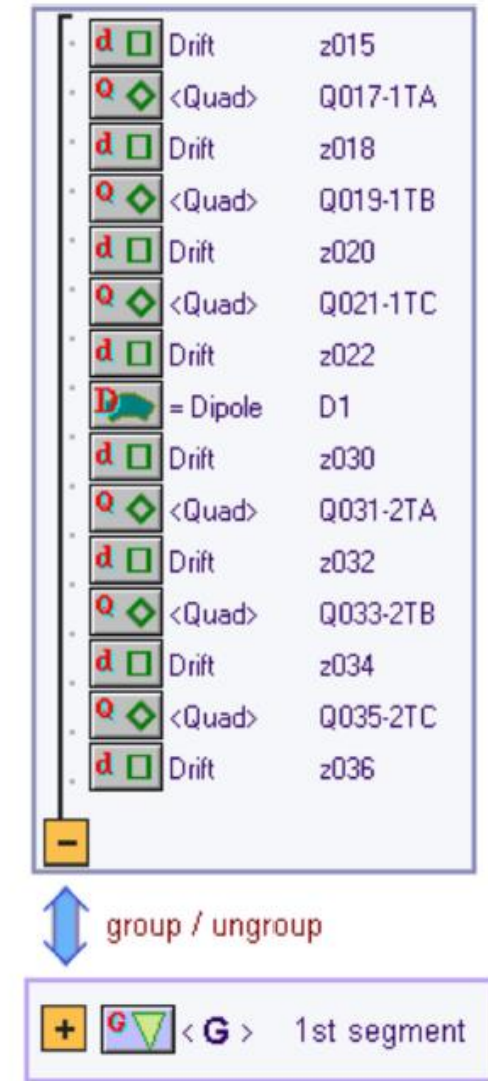 d Drift z015
Q <Quad> Q017-1TA
d Drift z018
Q <Quad> Q019-1TB
d Drift z020
Q <Quad> Q021-1TC
d Drift z022
D = Dipole D1
d Drift z030
Q <Quad> Q031-2TA
d Drift z032
Q <Quad> Q033-2TB
d Drift z034
Q <Quad> Q035-2TC
d Drift z036
−
group / ungroup
+ G < G > 1st segment